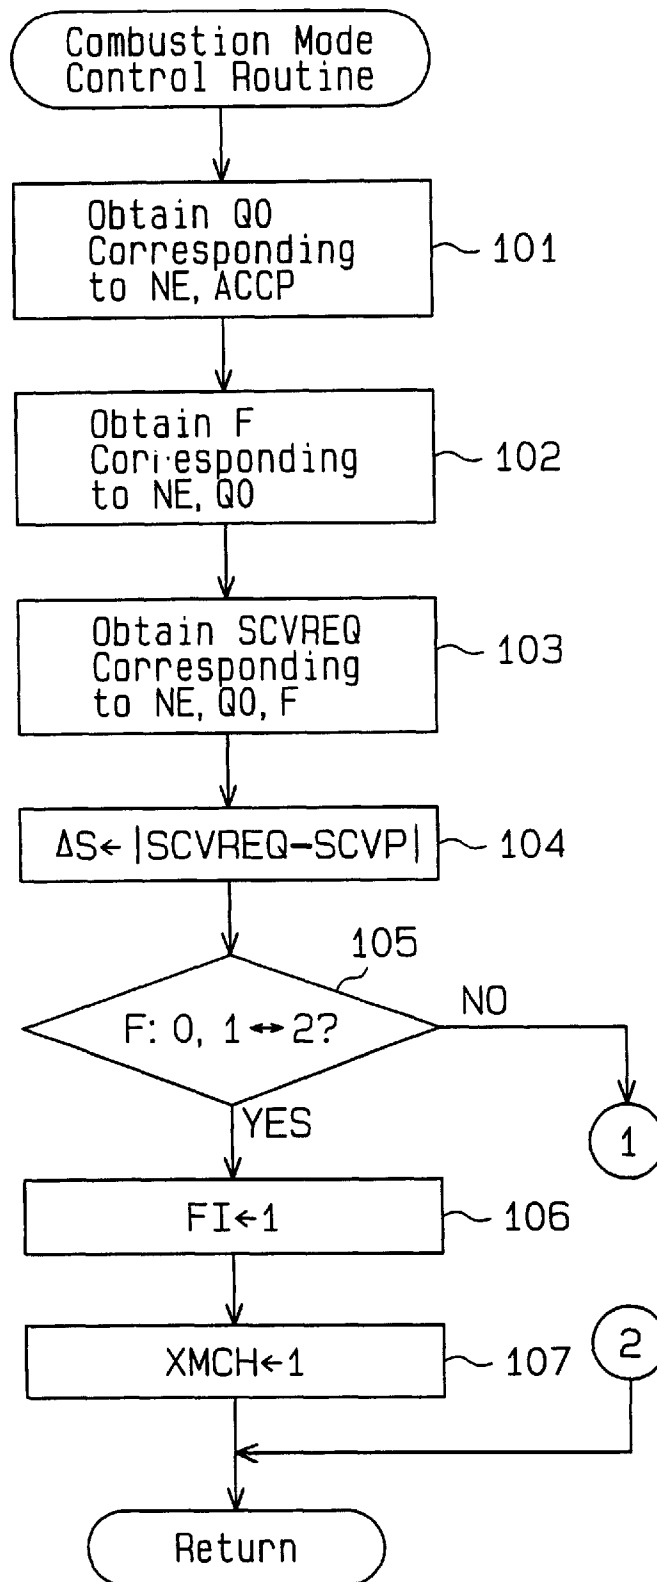 Combustion Mode
Control Routine
Obtain Q0
Corresponding
to NE, ACCP
101
Obtain F
Corresponding
to NE, Q0
102
Obtain SCVREQ
Corresponding
to NE, Q0, F
103
ΔS←|SCVREQ-SCVP|
104
105
F: 0, 1↔2?
NO
YES
1
FI←1
106
XMCH←1
107
2
Return